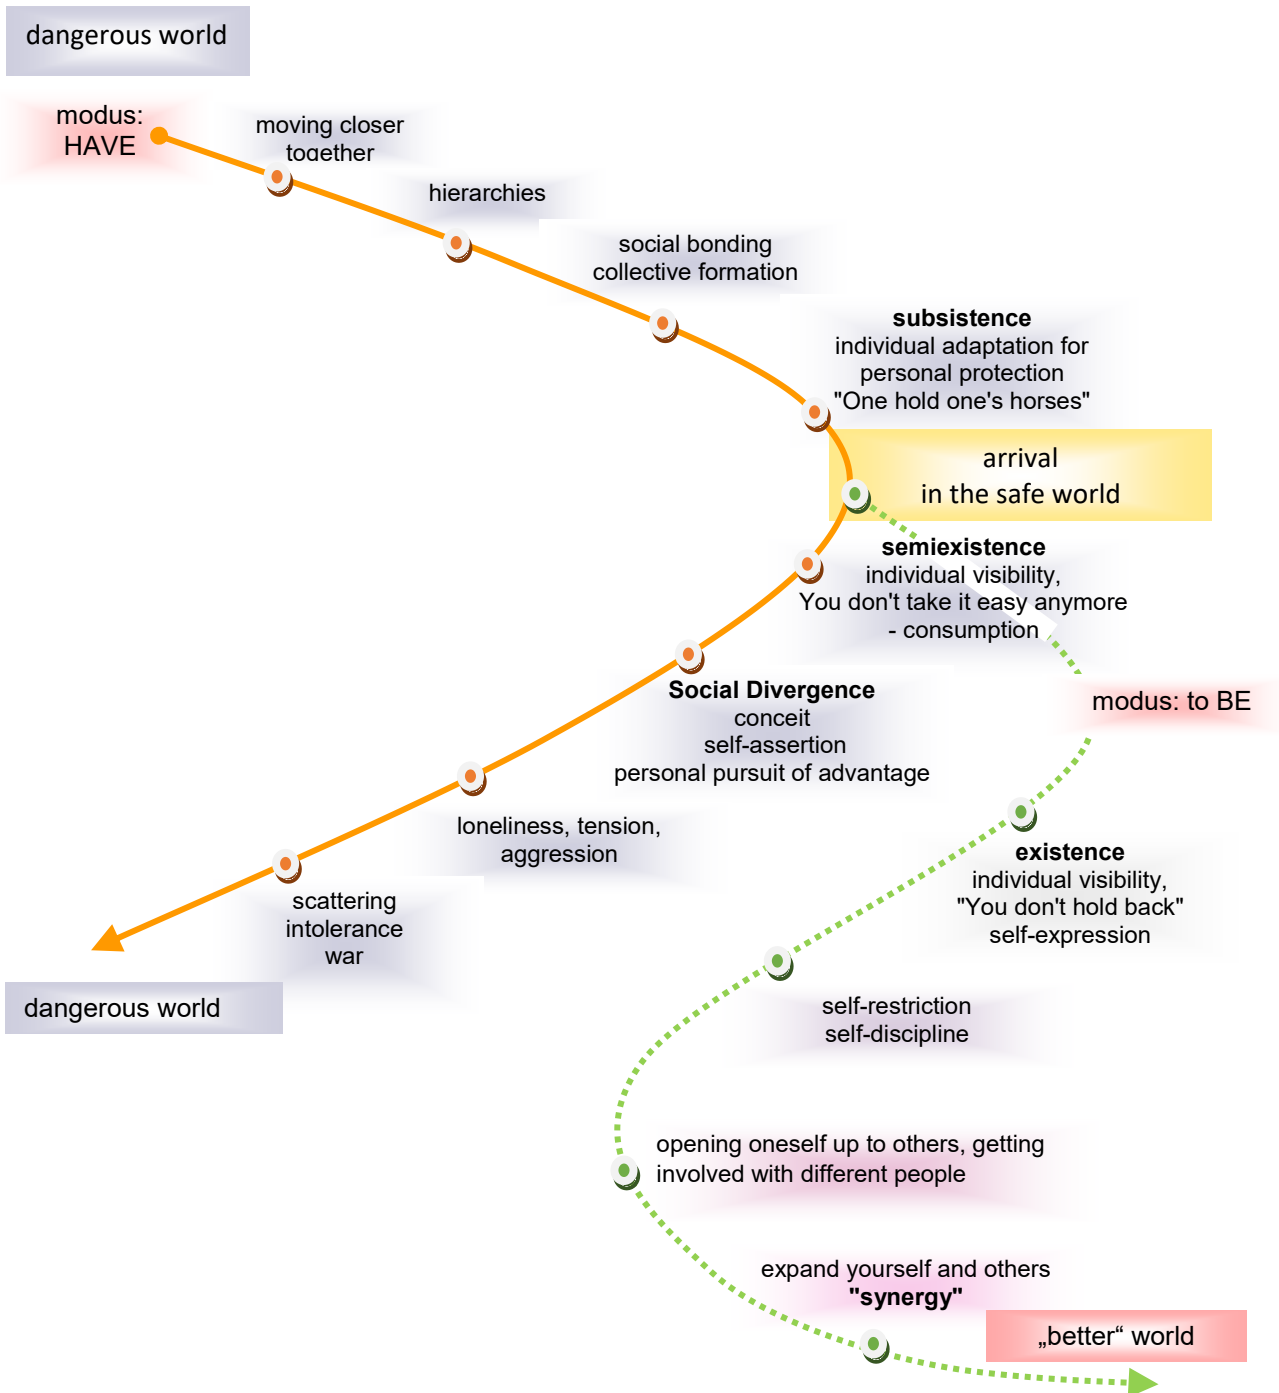 dangerous world
modus:
HAVE
moving closer
together
hierarchies
social bonding
collective formation
subsistence
individual adaptation for
personal protection
"One hold one's horses"
arrival
in the safe world
semiexistence
individual visibility,
You don't take it easy anymore
- consumption
Social Divergence
conceit
self-assertion
personal pursuit of advantage
modus: to BE
loneliness, tension,
aggression
existence
individual visibility,
"You don't hold back"
self-expression
scattering
intolerance
war
dangerous world
self-restriction
self-discipline
opening oneself up to others, getting
involved with different people
expand yourself and others
"synergy"
„better“ world